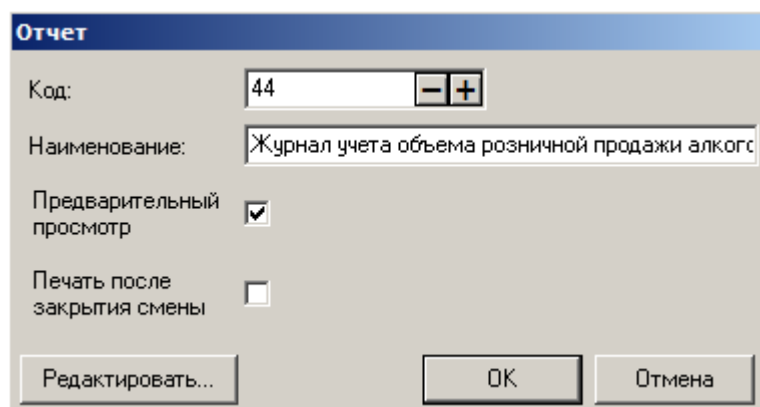 Отчет
Код:
44
Наименование:
Журнал учета объема розничной продажи алкого
Предварительный
просмотр
Печать после
закрытия смены
Редактировать...
OK
Отмена